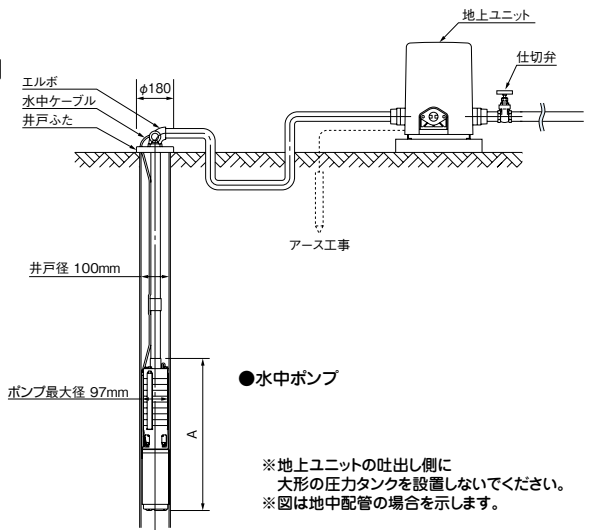 地上ユニット
仕切弁
エルボ
水中ケーブル
井戸ふた
φ180
アース工事
井戸径 100mm
ポンプ最大径 97mm
A
●水中ポンプ
※地上ユニットの吐出し側に
大形の圧力タンクを設置しないでください。
※図は地中配管の場合を示します。